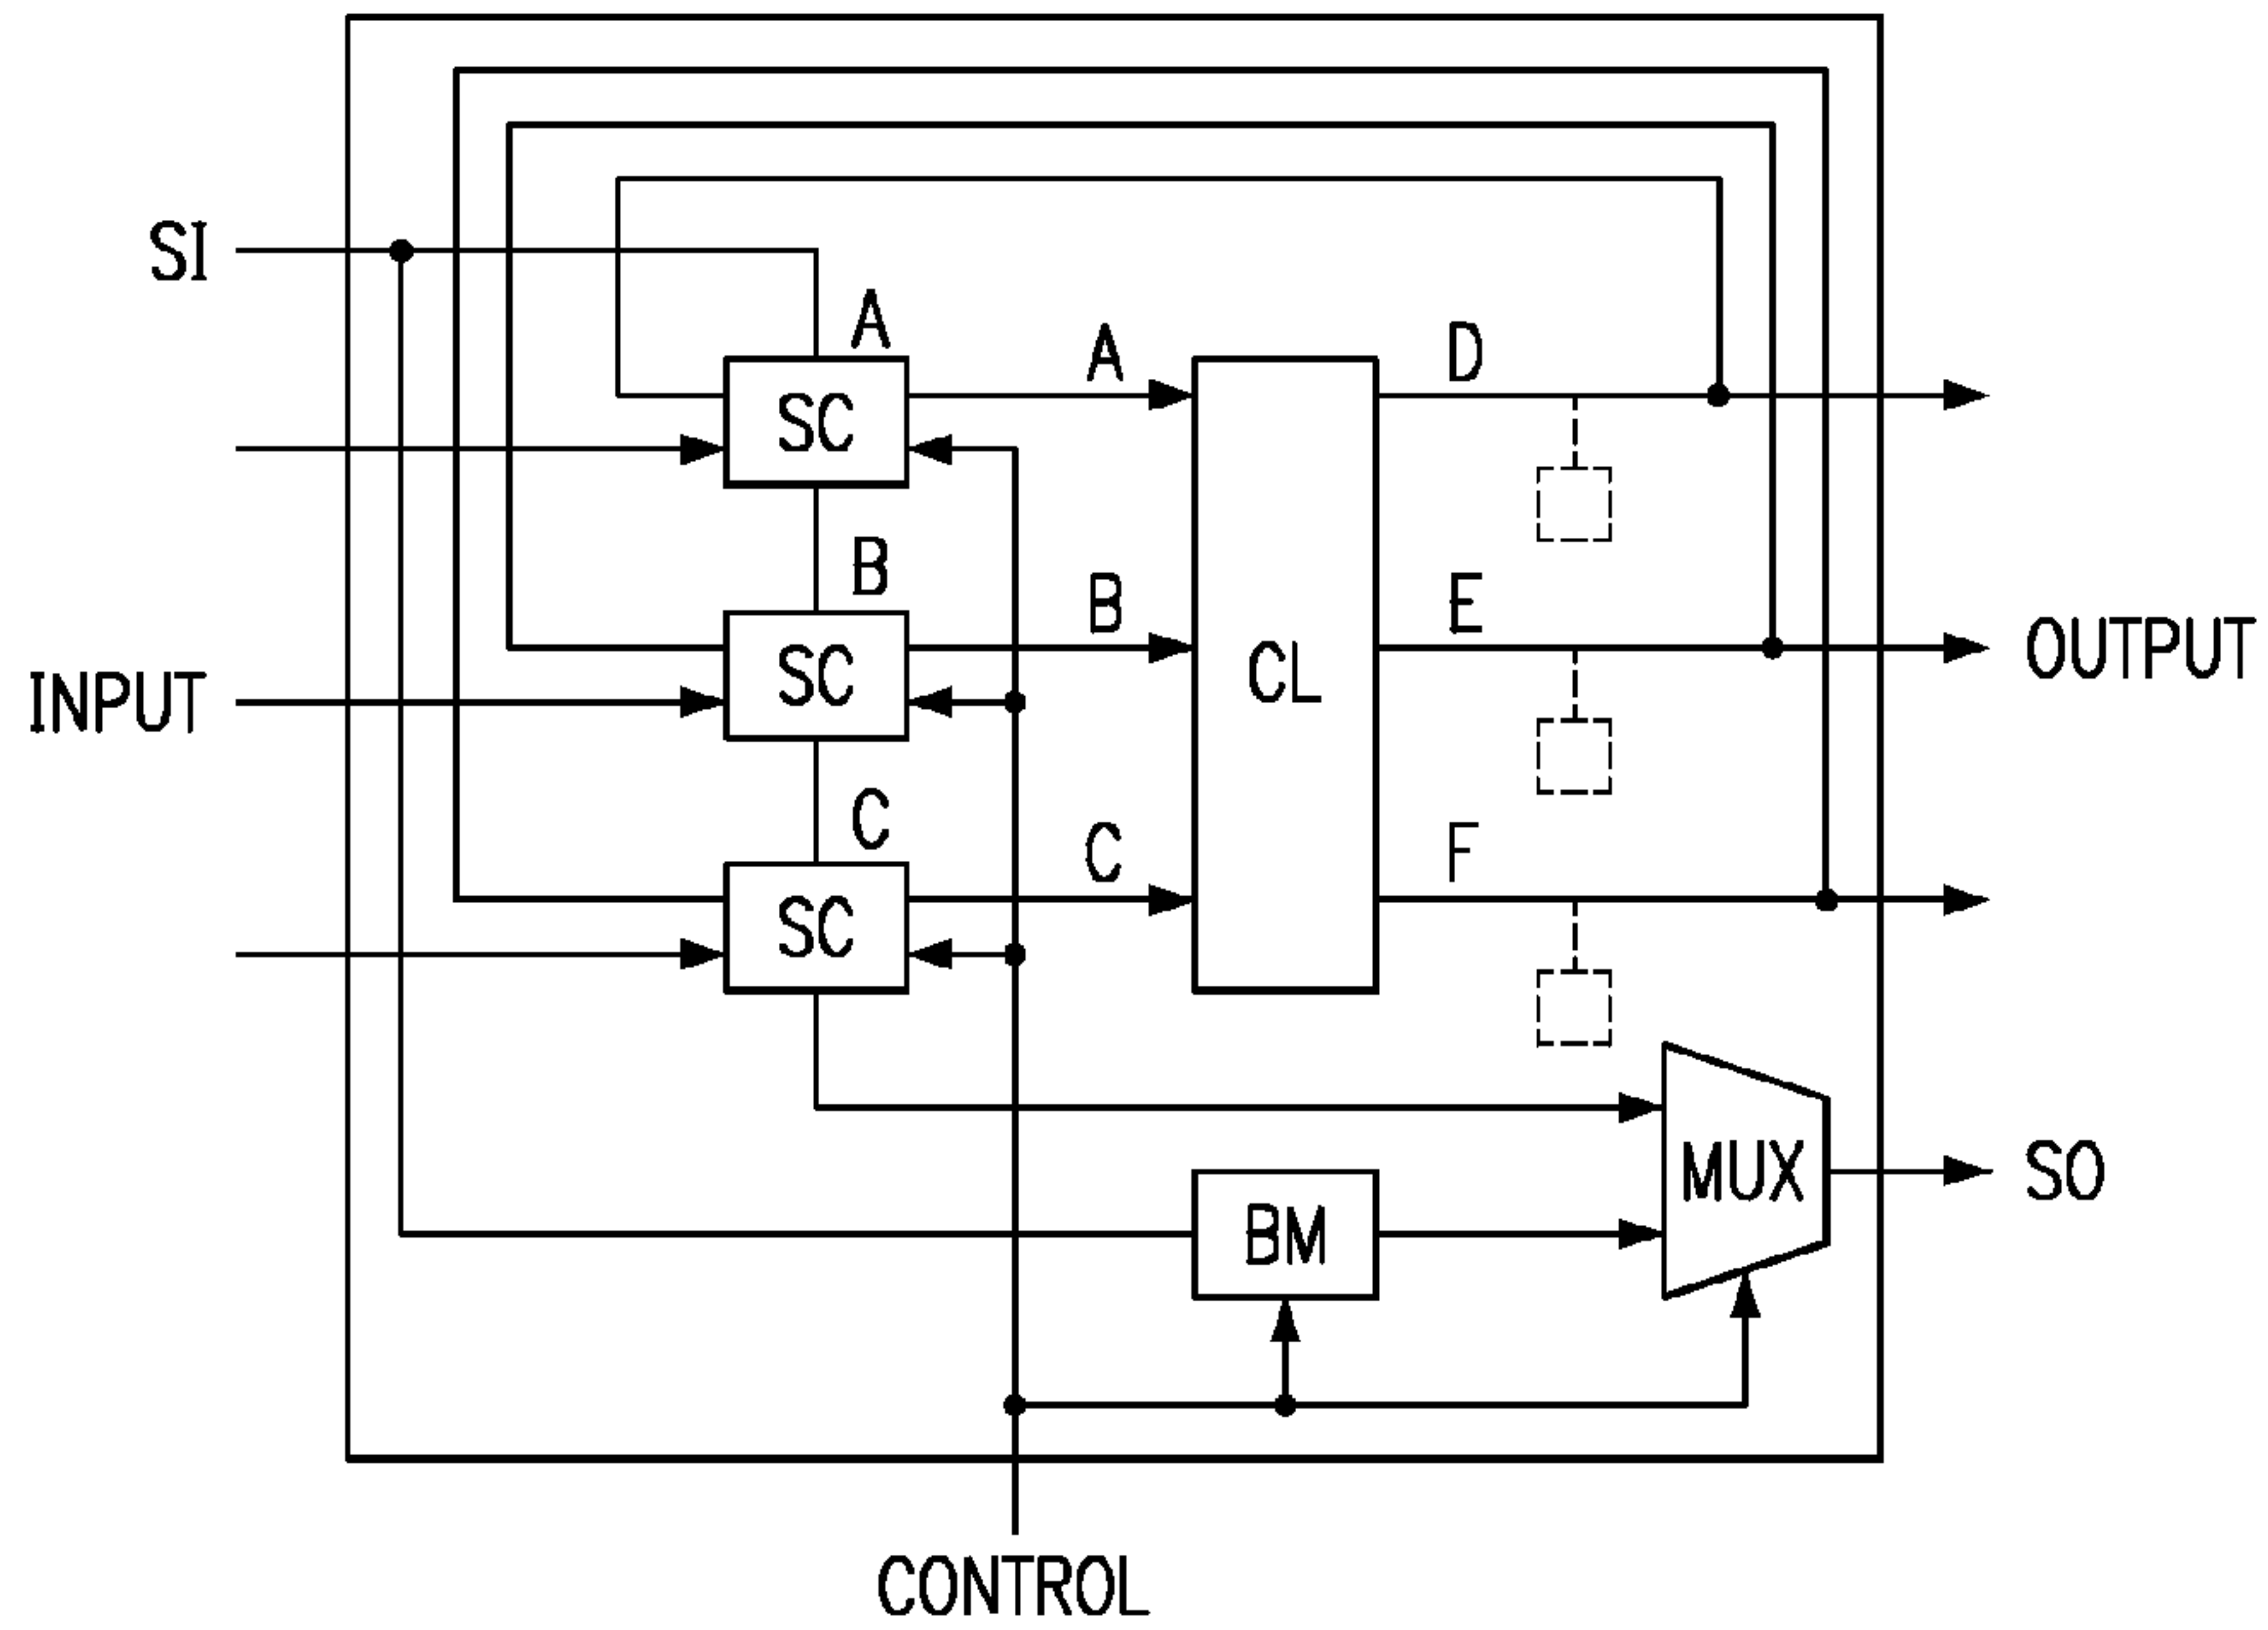 SI
A
A
D
SC
B
B
E
SC
CL
OUTPUT
INPUT
C
C
F
SC
MUX
SO
BM
CONTROL